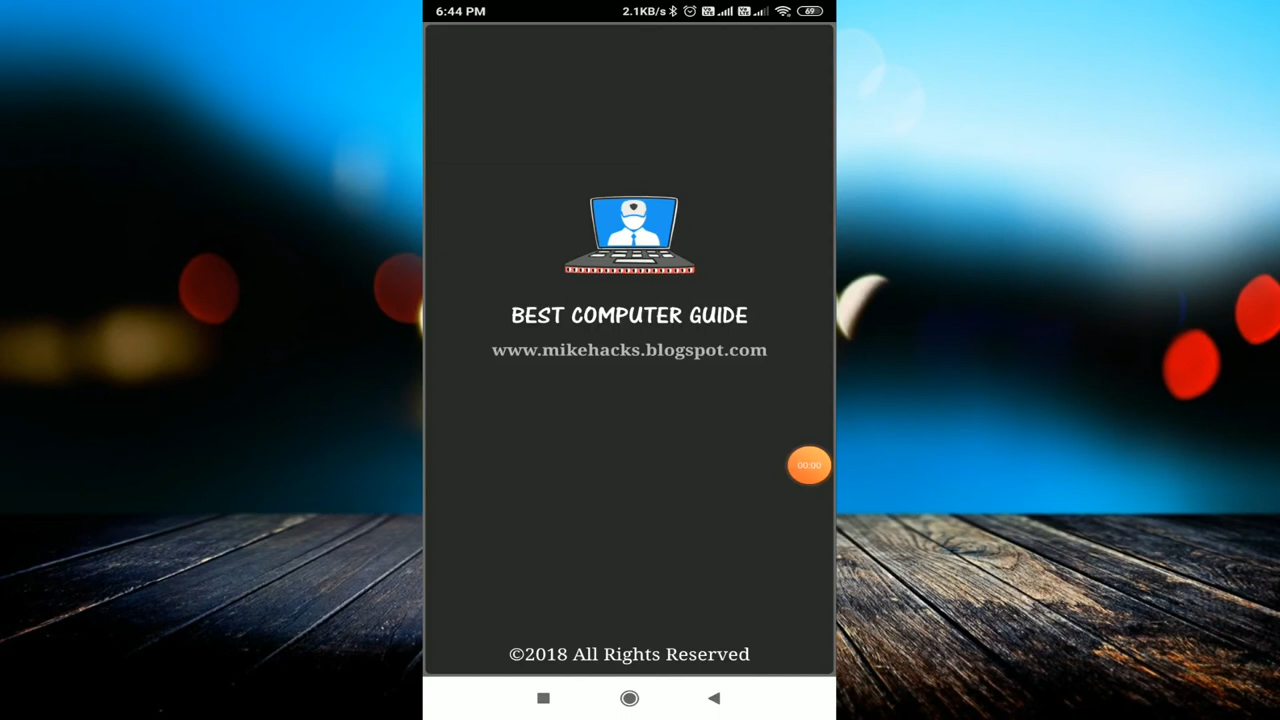 6:44 PM 2.1KB/s 69
BEST COMPUTER GUIDE
www.mikehacks.blogspot.com
00:00
©2018 All Rights Reserved